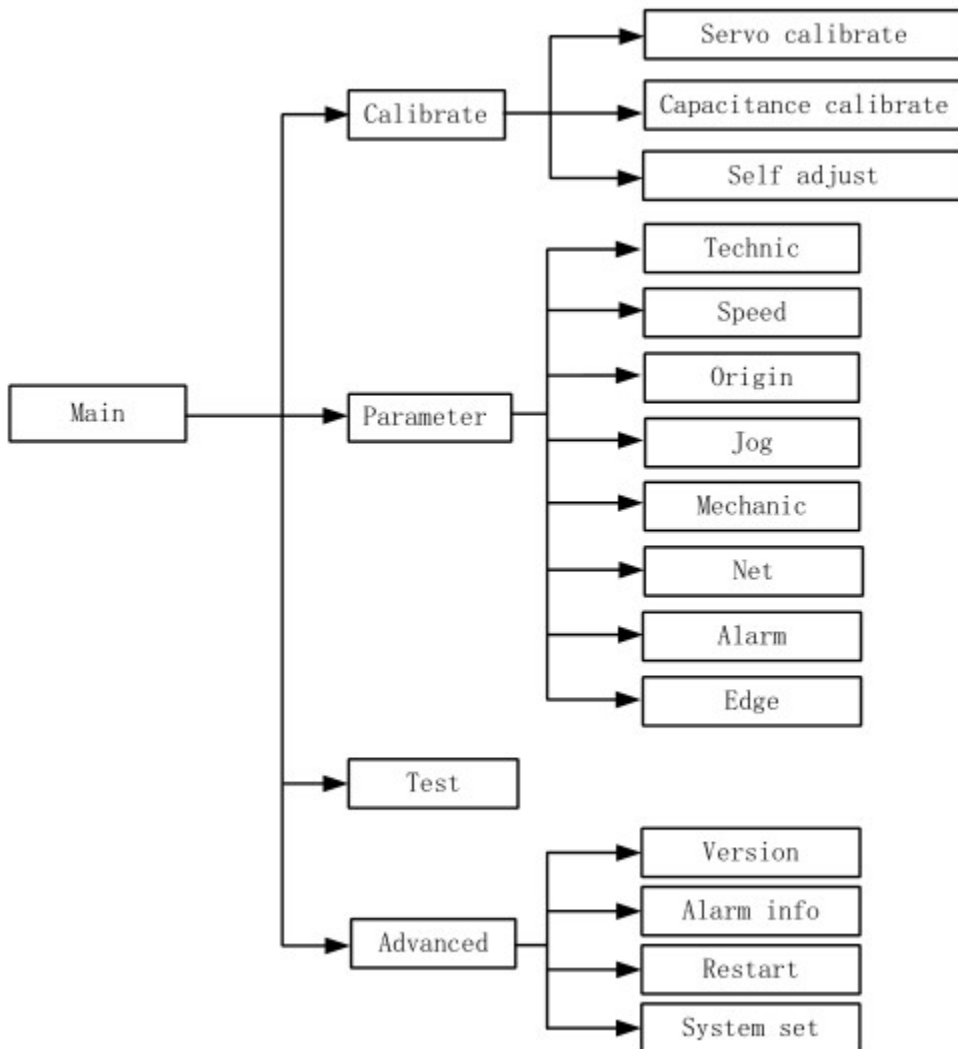 Servo calibrate
Calibrate
Capacitance calibrate
Self adjust
Technic
Speed
Origin
Main
Parameter
Jog
Mechanic
Net
Alarm
Edge
Test
Version
Alarm info
Advanced
Restart
System set